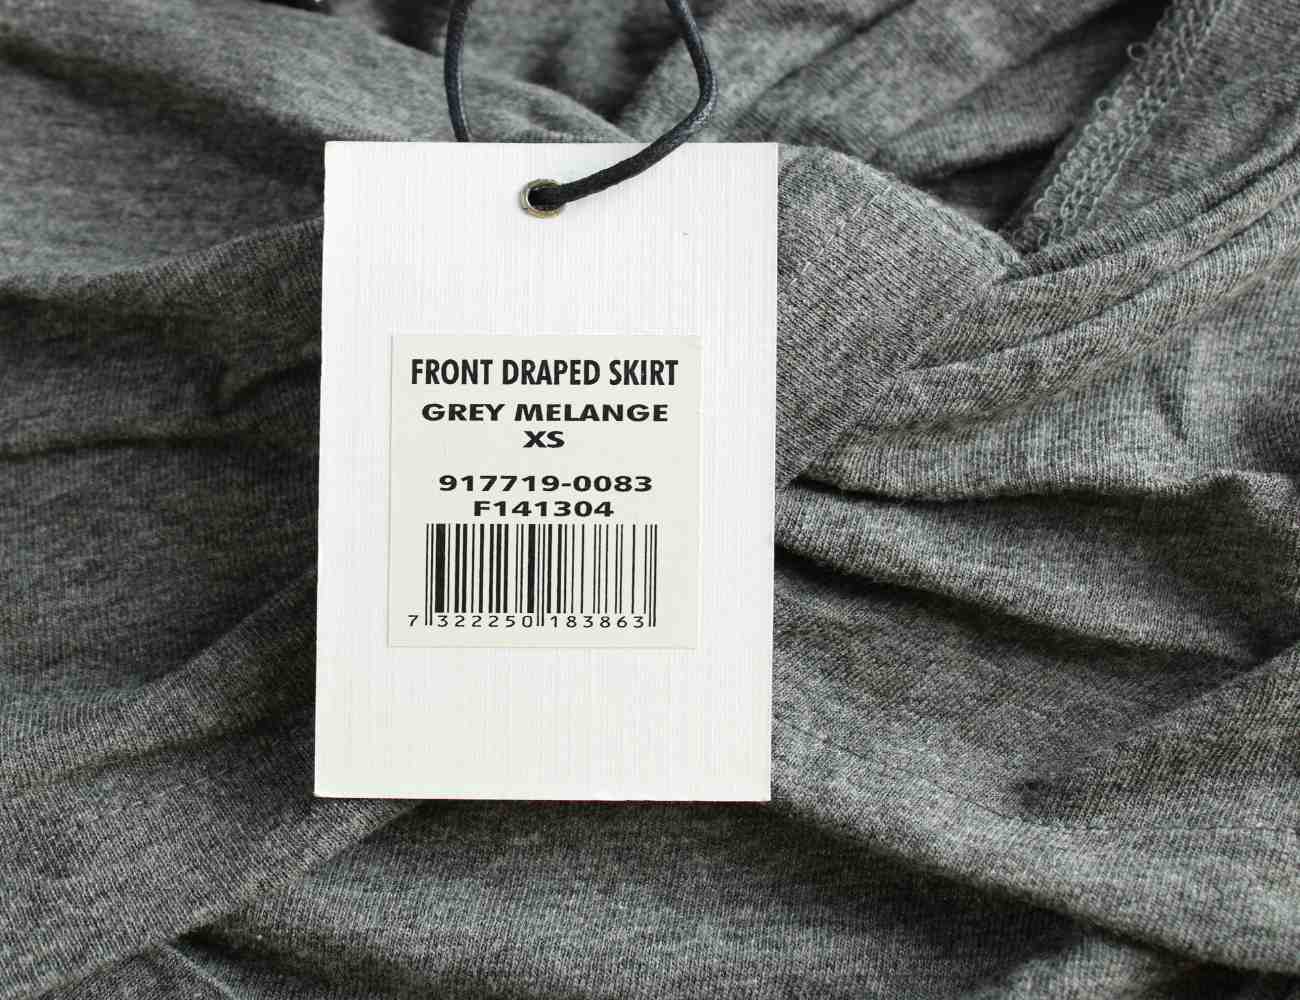 FRONT DRAPED SKIRT
GREY MELANGE
XS
917719-0083
F141304
7 322250 183863